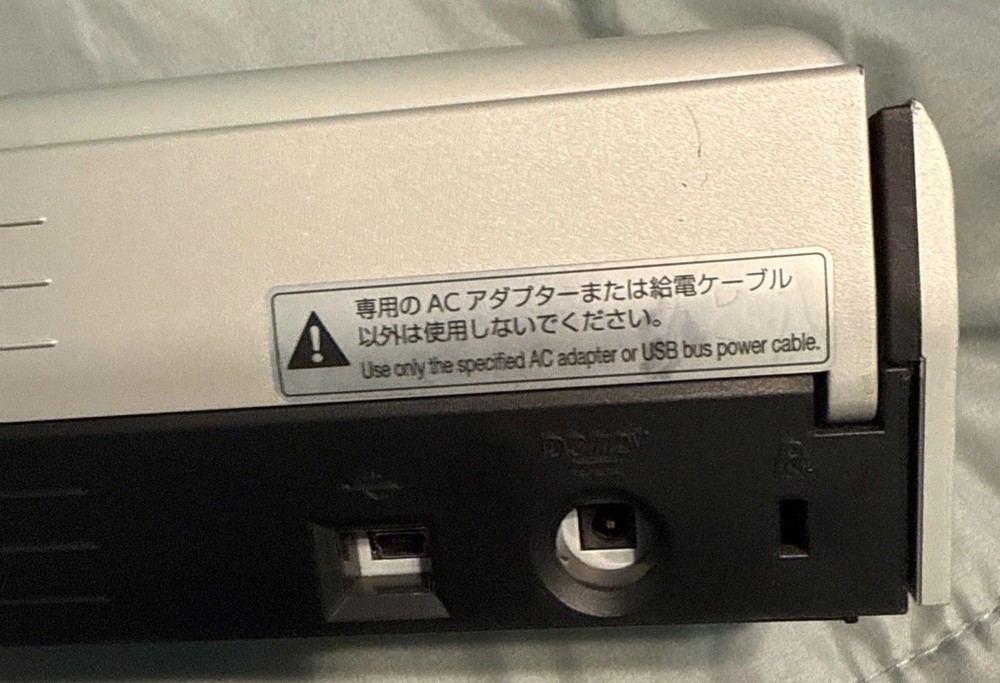 専用の AC アダプターまたは給電ケーブル
以外は使用しないでください。
Use only the specified AC adapter or USB bus power cable.